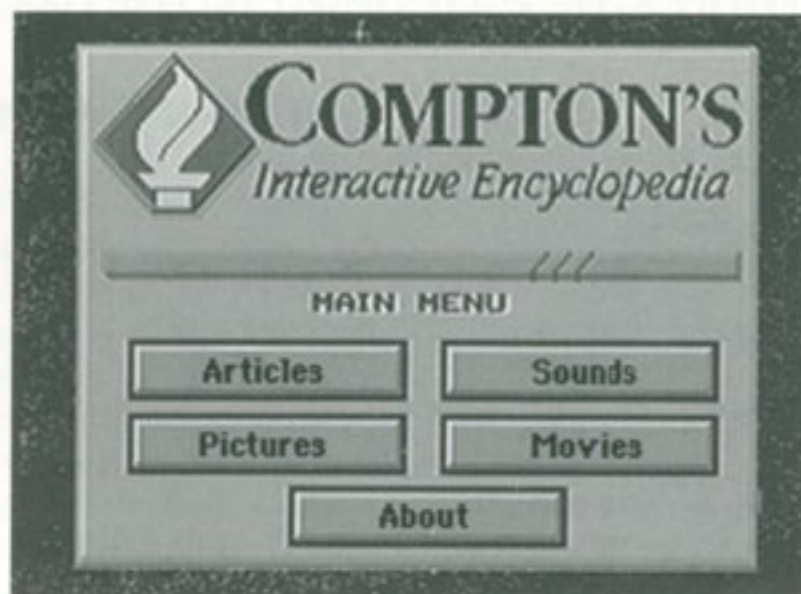 COMPTON'S
Interactive Encyclopedia
MAIN MENU
Articles Sounds
Pictures Movies
About